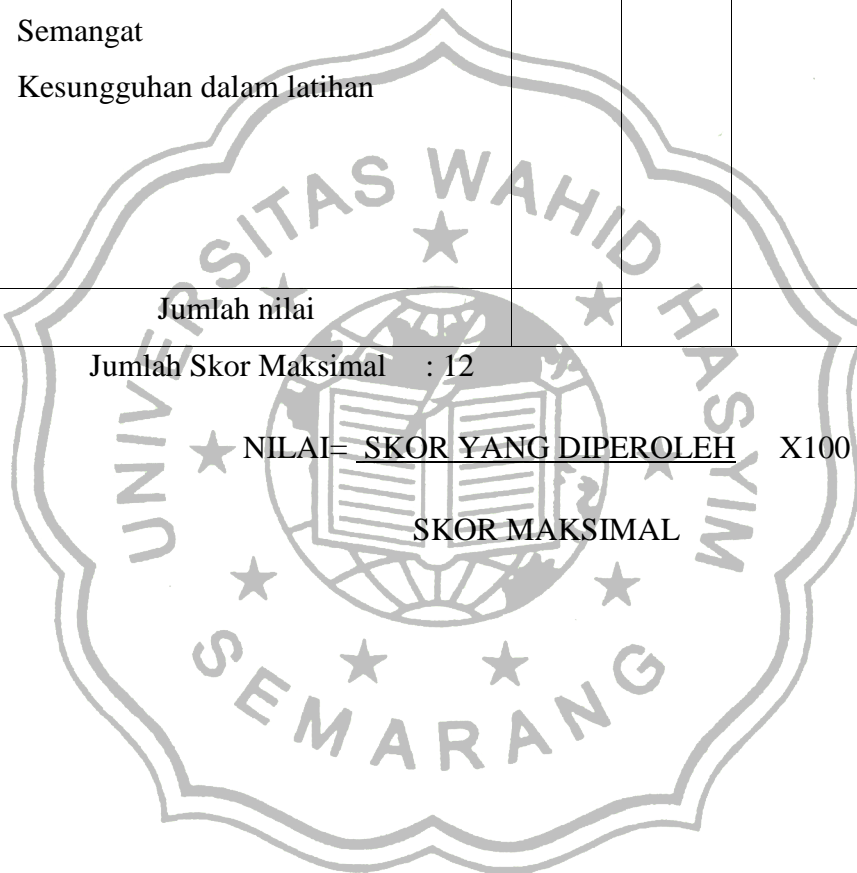 Semangat
Kesungguhan dalam latihan
Jumlah nilai
Jumlah Skor Maksimal : 12
NILAI= SKOR YANG DIPEROLEH X100
SKOR MAKSIMAL
UNIVERSITAS WAHID HASYIM
SEMARANG